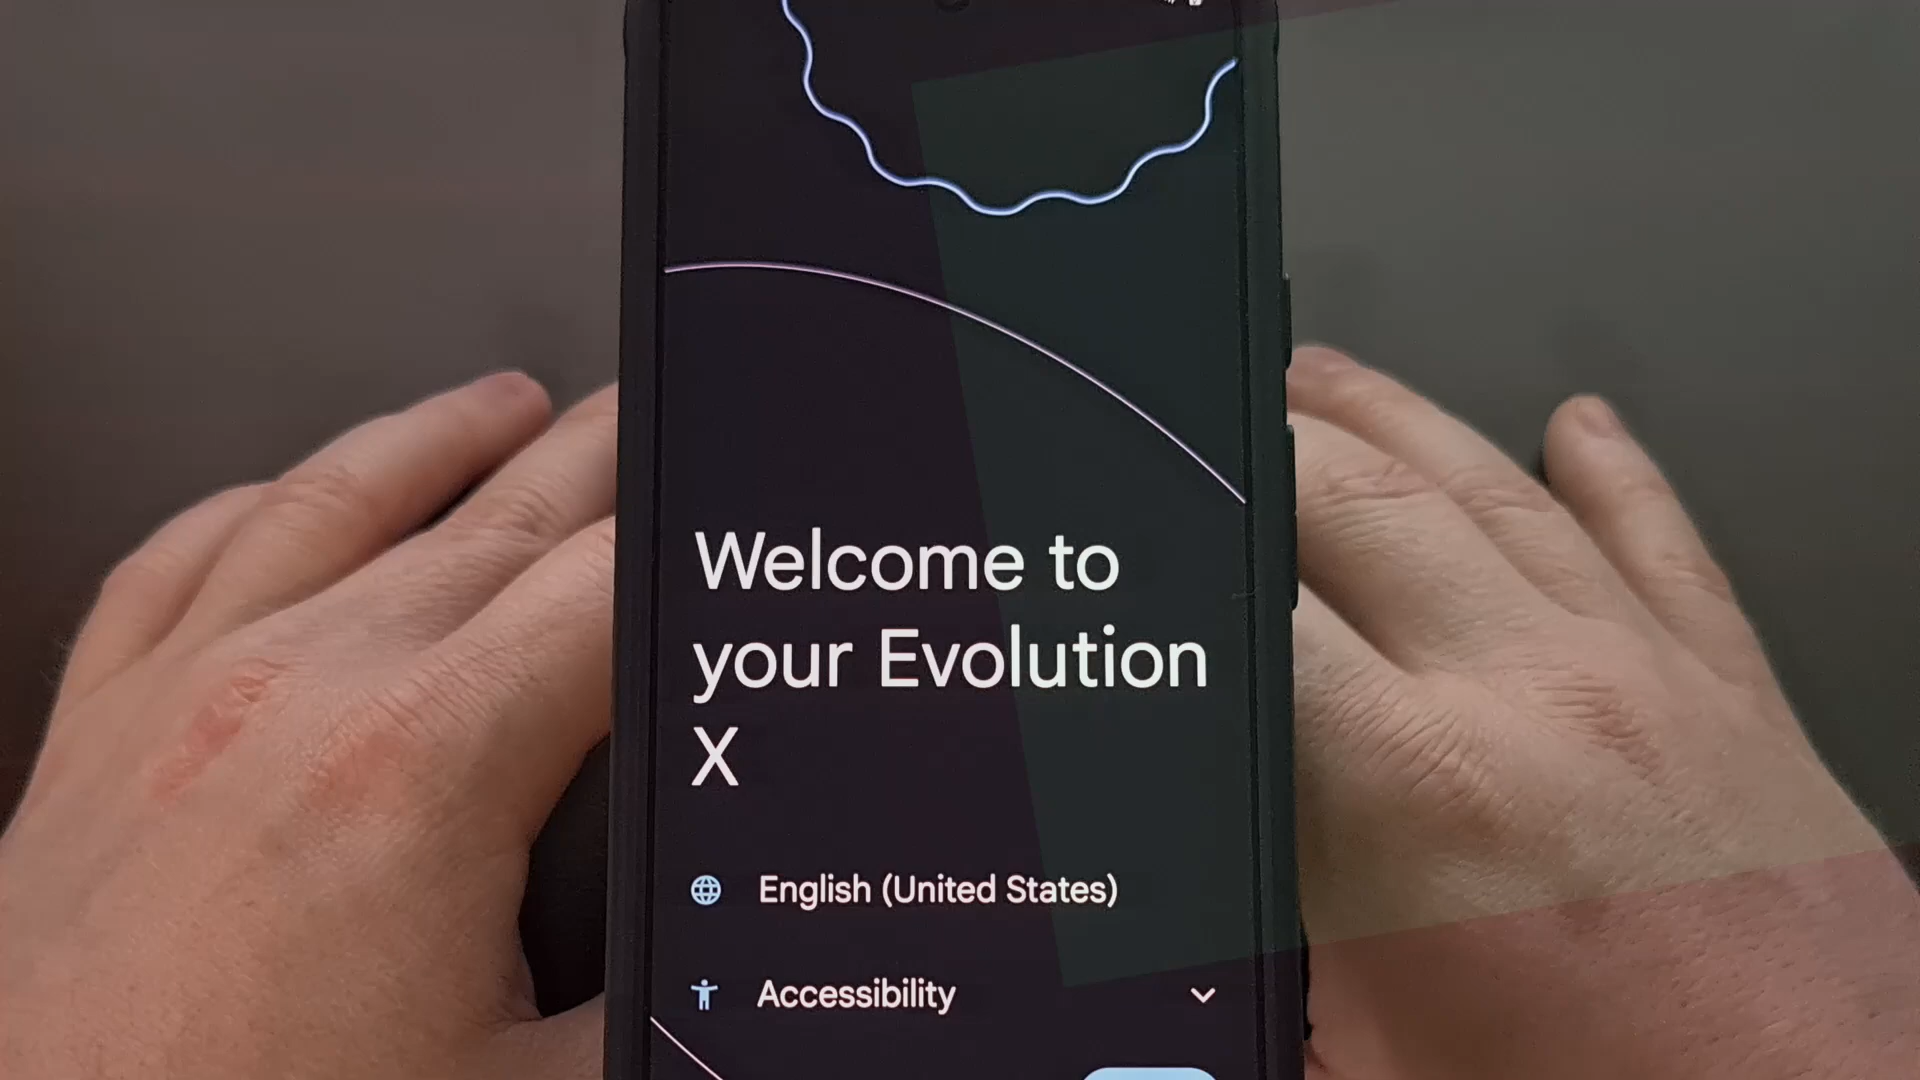 Welcome to
your Evolution
X
English (United States)
Accessibility